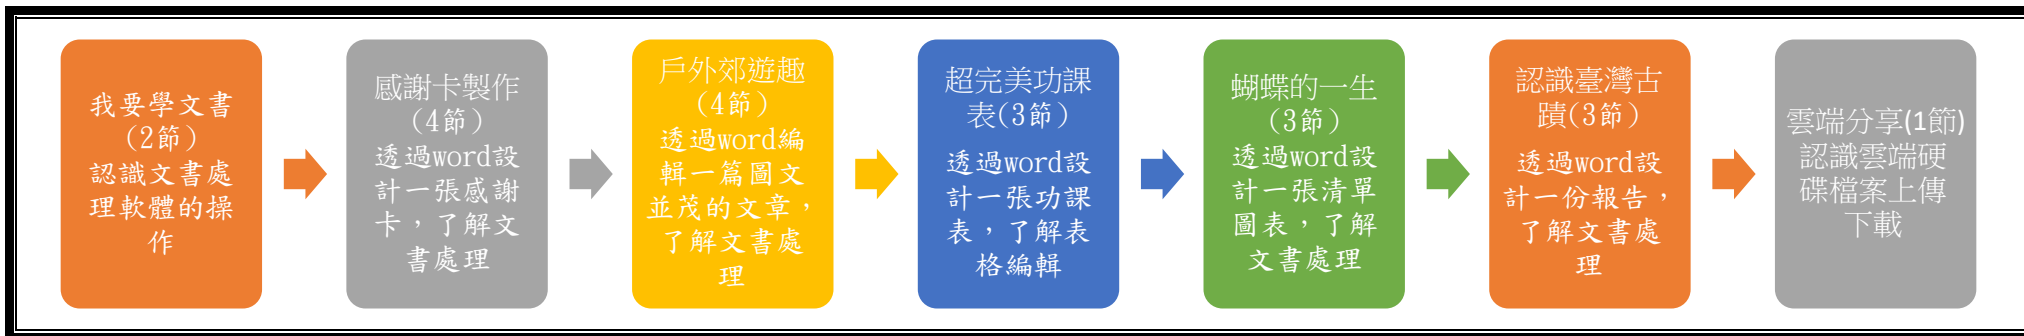 我要學文書
(2節)
認識文書處
理軟體的操
作
感謝卡製作
(4節)
透過word設
計一張感謝
卡，了解文
書處理
戶外郊遊趣
(4節)
透過word編
輯一篇圖文
並茂的文章，
了解文書處
理
超完美功課
表(3節)
透過word設
計一張功課
表，了解表
格編輯
蝴蝶的一生
(3節)
透過word設
計一張清單
圖表，了解
文書處理
認識臺灣古
蹟(3節)
透過word設
計一份報告，
了解文書處
理
雲端分享(1節)
認識雲端硬
碟檔案上傳
下載